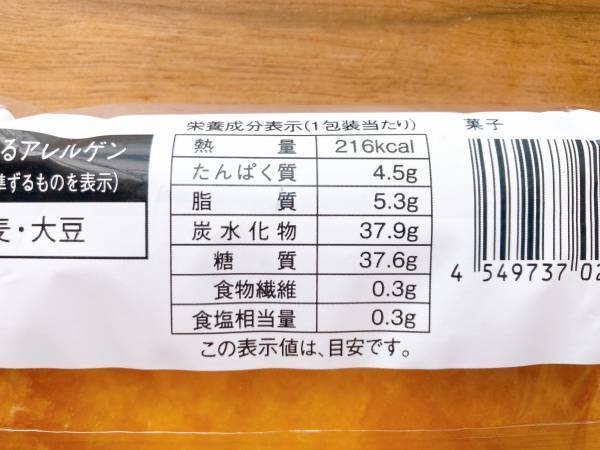 るアレルゲン
準ずるものを表示)
麦・大豆
栄養成分表示(1包装当たり)
熱量 216kcal
たんぱく質 4.5g
脂質 5.3g
炭水化物 37.9g
糖質 37.6g
食物繊維 0.3g
食塩相当量 0.3g
この表示値は、目安です。
菓子
4 549737 02